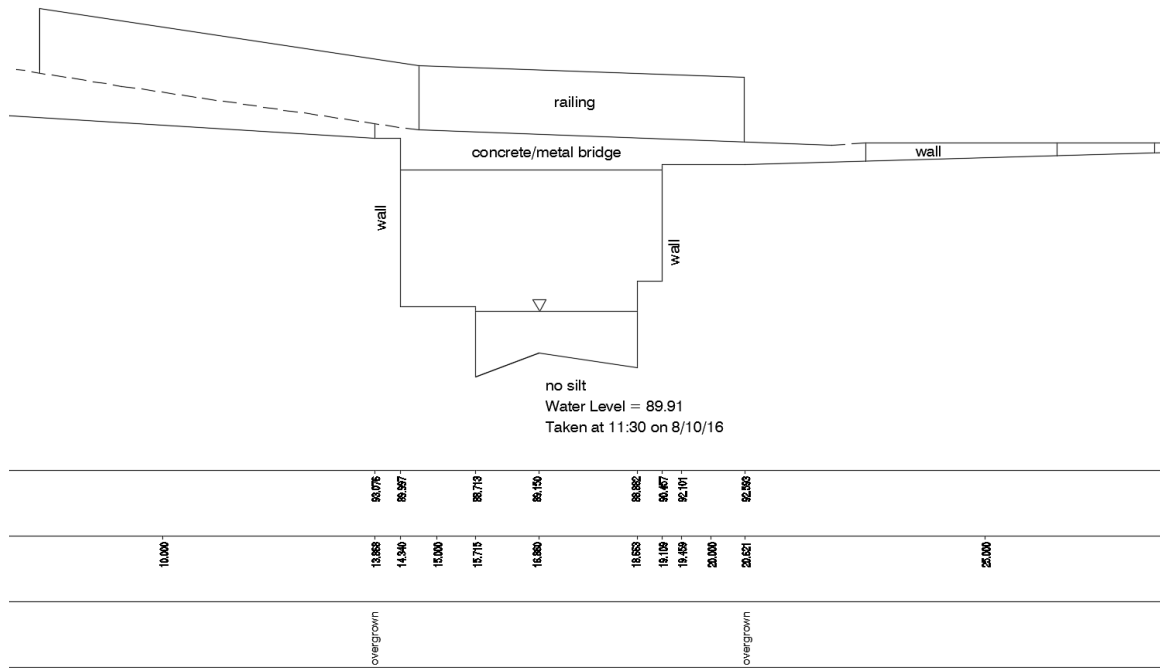 railing
concrete/metal bridge
wall
wall
wall
no silt
Water Level = 89.91
Taken at 11:30 on 8/10/16
93.076 89.997 88.713 89.150 88.882 90.457 92.101 92.593
10.000 13.868 14.340 15.000 15.715 16.860 18.663 19.109 19.459 20.000 20.621 25.000
overgrown overgrown